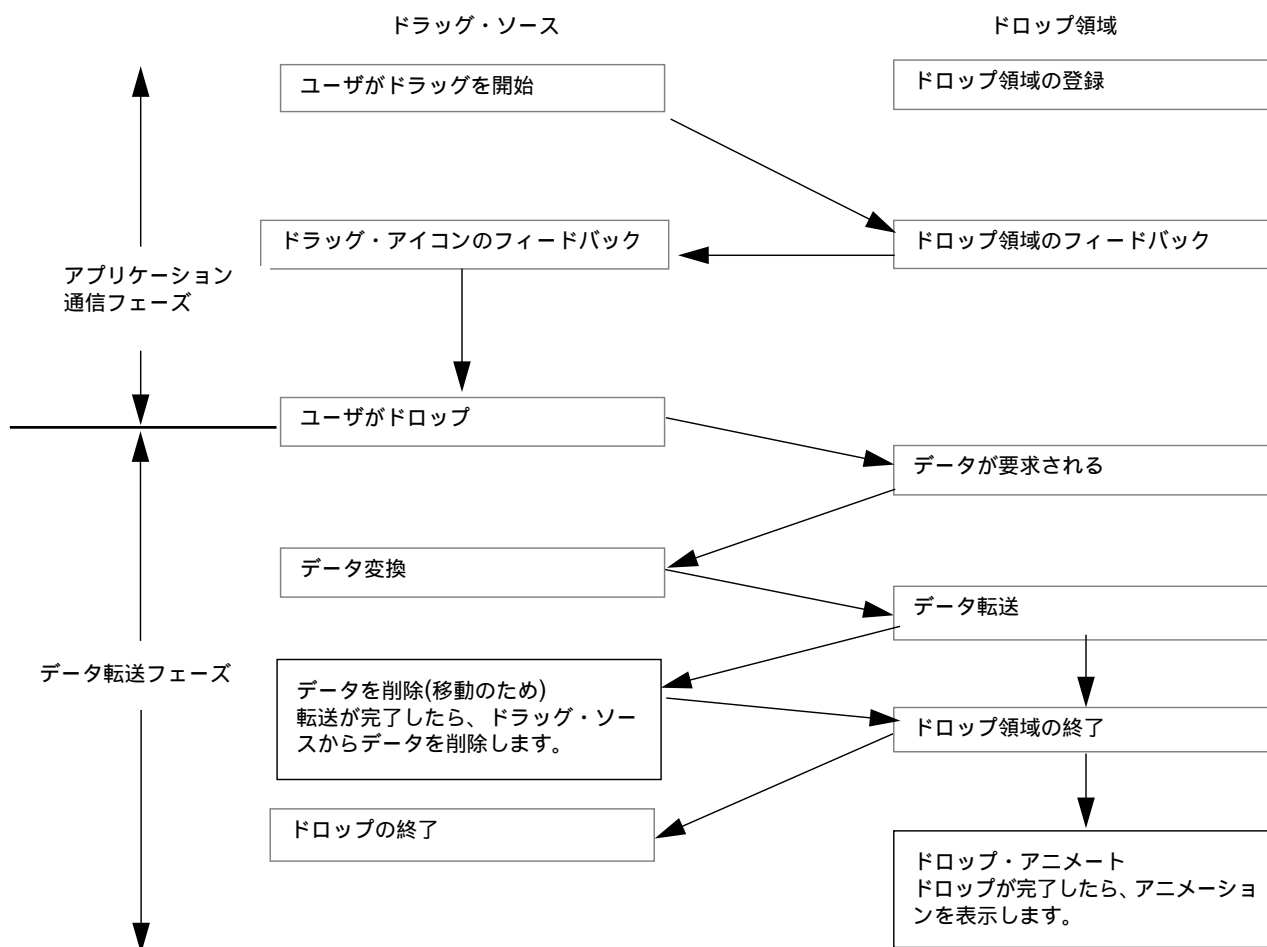 ドラッグ・ソース
ドロップ領域
ユーザがドラッグを開始
ドロップ領域の登録
ドラッグ・アイコンのフィードバック
ドロップ領域のフィードバック
アプリケーション
通信フェーズ
ユーザがドロップ
データが要求される
データ変換
データ転送
データ転送フェーズ
データを削除(移動のため)
転送が完了したら、ドラッグ・ソー
スからデータを削除します。
ドロップ領域の終了
ドロップの終了
ドロップ・アニメート
ドロップが完了したら、アニメーショ
ンを表示します。